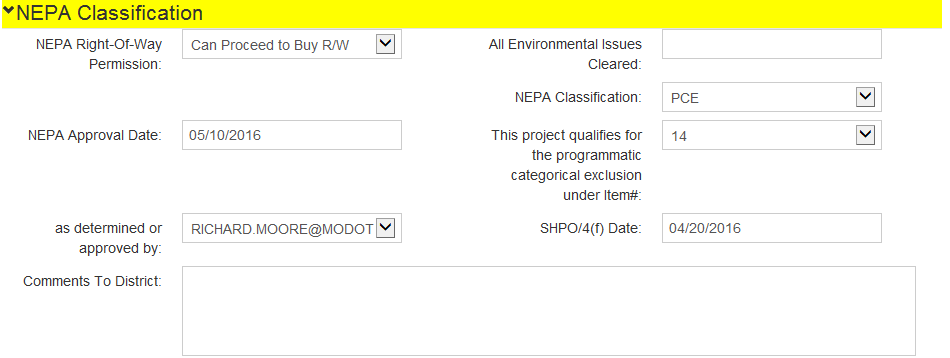 NEPA Classification
NEPA Right-Of-Way
Permission:
Can Proceed to Buy R/W
All Environmental Issues
Cleared:
NEPA Classification:
PCE
NEPA Approval Date:
05/10/2016
This project qualifies for
the programmatic
categorical exclusion
under Item#:
14
as determined or
approved by:
RICHARD.MOORE@MODOT
SHPO/4(f) Date:
04/20/2016
Comments To District: